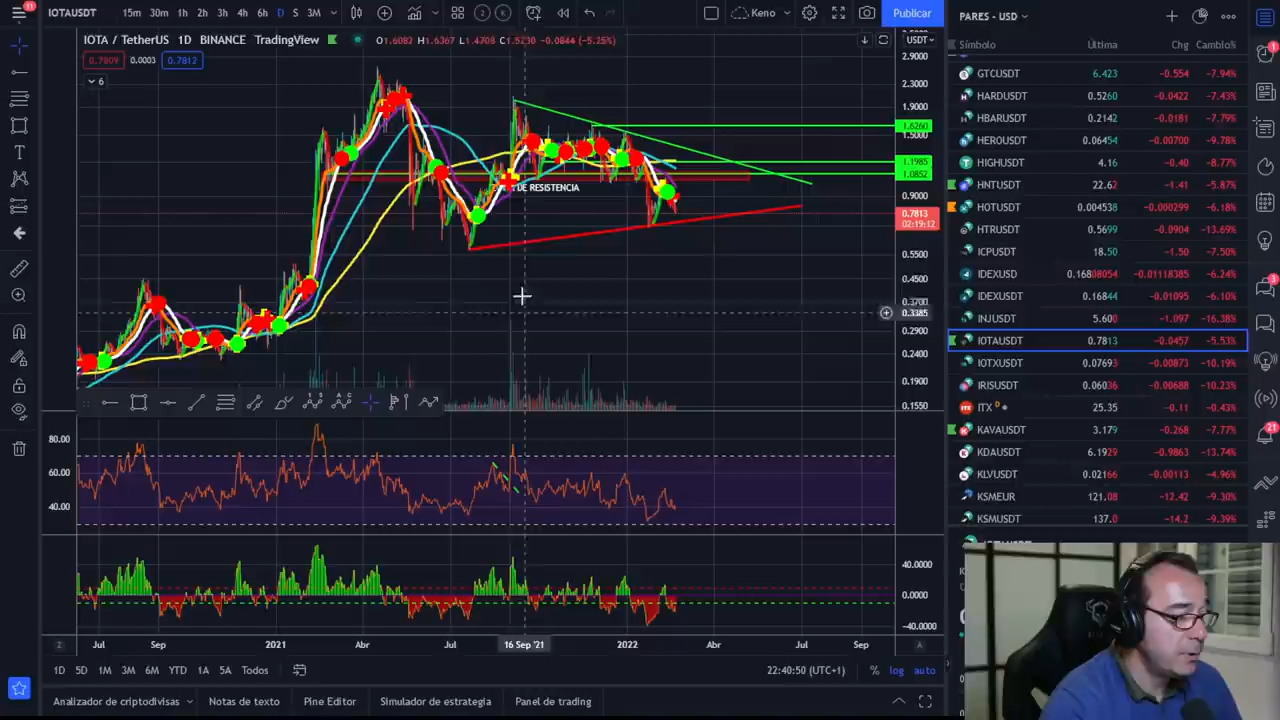 11
IOTAUSDT 15m 30m 1h 2h 3h 4h 6h D S 3M 2 K Keno Publicar
IOTA / TetherUS 1D BINANCE TradingView O1.6082 H1.6367 L1.4708 C1.5230 -0.0844 (-5.25%) USDT
0.7809 0.0003 0.7812
6
2.9000
2.3000
1.9000
1.6260
1.5000
1.1985
1.0852
DE RESISTENCIA
0.9000
0.7813
02:19:12
0.5500
0.4500
0.3700
0.3385
0.2900
0.2400
0.1900
0.1550
80.00
60.00
40.00
40.0000
0.0000
-40.0000
Z Jul Sep 2021 Abr Jul 16 Sep '21 2022 Abr Jul Sep A
1D 5D 1M 3M 6M YTD 1A 5A Todos 22:40:50 (UTC+1) % log auto
Analizador de criptodivisas Notas de texto Pine Editor Simulador de estrategia Panel de trading
PARES - USD
Símbolo Última Chg Cambio%
GTCUSDT 6.423 -0.554 -7.94%
HARDUSDT 0.5260 -0.0422 -7.43%
HBARUSDT 0.2142 -0.0181 -7.79%
HEROUSDT 0.06454 -0.00700 -9.78%
HIGHUSDT 4.16 -0.40 -8.77%
HNTUSDT 22.62 -1.41 -5.87%
HOTUSDT 0.004538 -0.000299 -6.18%
HTRUSDT 0.5699 -0.0904 -13.69%
ICPUSDT 18.50 -1.50 -7.50%
IDEXUSD 0.16808054 -0.01118385 -6.24%
IDEXUSDT 0.16844 -0.01095 -6.10%
INJUSDT 5.600 -1.097 -16.38%
IOTAUSDT 0.7813 -0.0457 -5.53%
IOTXUSDT 0.07693 -0.00873 -10.19%
IRISUSDT 0.06036 -0.00688 -10.23%
ITX D 25.35 -0.11 -0.43%
KAVAUSDT 3.179 -0.268 -7.77%
KDAUSDT 6.1929 -0.9863 -13.74%
KLVUSDT 0.02166 -0.00113 -4.96%
KSMEUR 121.08 -12.42 -9.30%
KSMUSDT 137.0 -14.2 -9.39%
1
3
21